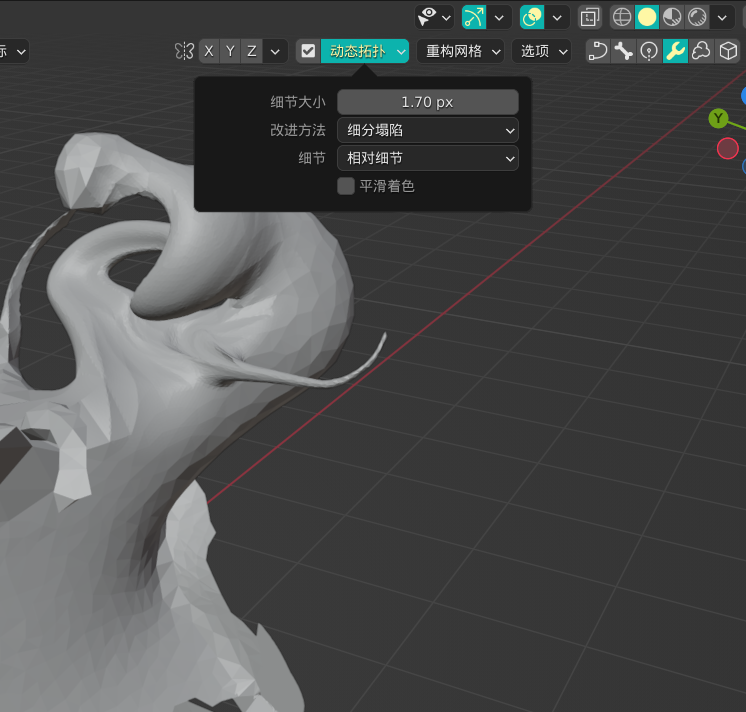 标 X Y Z 动态拓扑 重构网格 选项
细节大小 1.70 px
改进方法 细分塌陷
细节 相对细节
平滑着色
Y